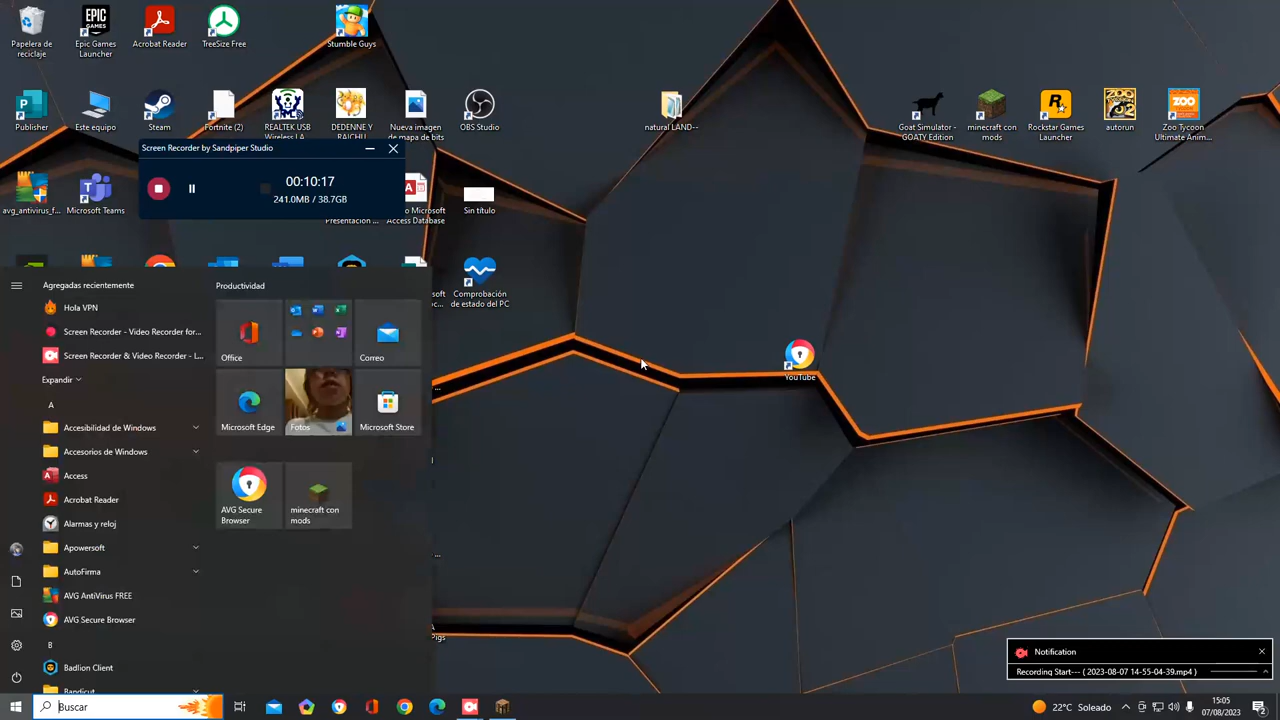 Papelera de
reciclaje
Epic Games
Launcher
Acrobat Reader
TreeSize Free
Stumble Guys
Publisher
Este equipo
Steam
Fortnite (2)
REALTEK USB
Wireless LA
DEDENNE Y
RAICHU
Nueva imagen
de mapa de bits
OBS Studio
natural LAND--
Goat Simulator -
GOATY Edition
minecraft con
mods
Rockstar Games
Launcher
autorun
Zoo Tycoon
Ultimate Anim...
Screen Recorder by Sandpiper Studio
00:10:17
241.0MB / 38.7GB
avg_antivirus_f...
Microsoft Teams
Presentación ...
o Microsoft
Access Database
Sin título
Comprobación
de estado del PC
YouTube
Agregadas recientemente
Hola VPN
Screen Recorder - Video Recorder for...
Screen Recorder & Video Recorder - I...
Expandir
A
Accesibilidad de Windows
Accesorios de Windows
Access
Acrobat Reader
Alarmas y reloj
Apowersoft
AutoFirma
AVG AntiVirus FREE
AVG Secure Browser
B
Badlion Client
Bandicut
Productividad
Office
Correo
Microsoft Edge
Fotos
Microsoft Store
AVG Secure
Browser
minecraft con
mods
Pigs
Notification
Recording Start--- ( 2023-08-07 14-55-04-39.mp4 )
Buscar
22°C Soleado
15:05
07/08/2023
2